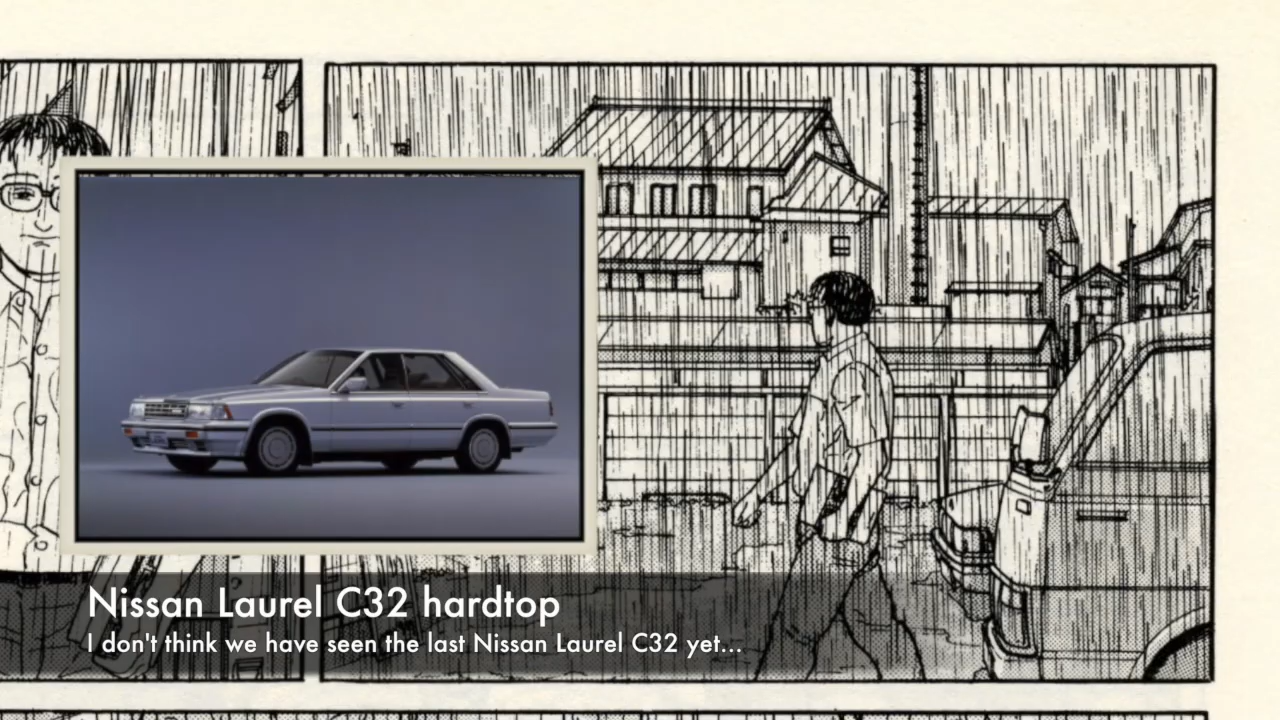 Nissan Laurel C32 hardtop
I don't think we have seen the last Nissan Laurel C32 yet...